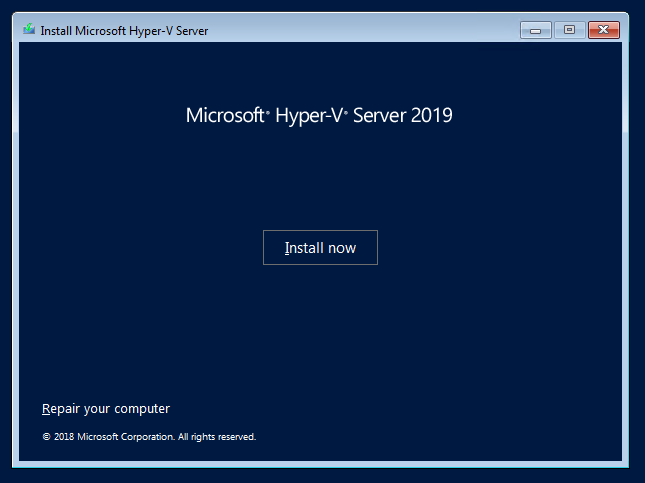 Install Microsoft Hyper-V Server
Microsoft® Hyper-V® Server 2019
Install now
Repair your computer
© 2018 Microsoft Corporation. All rights reserved.